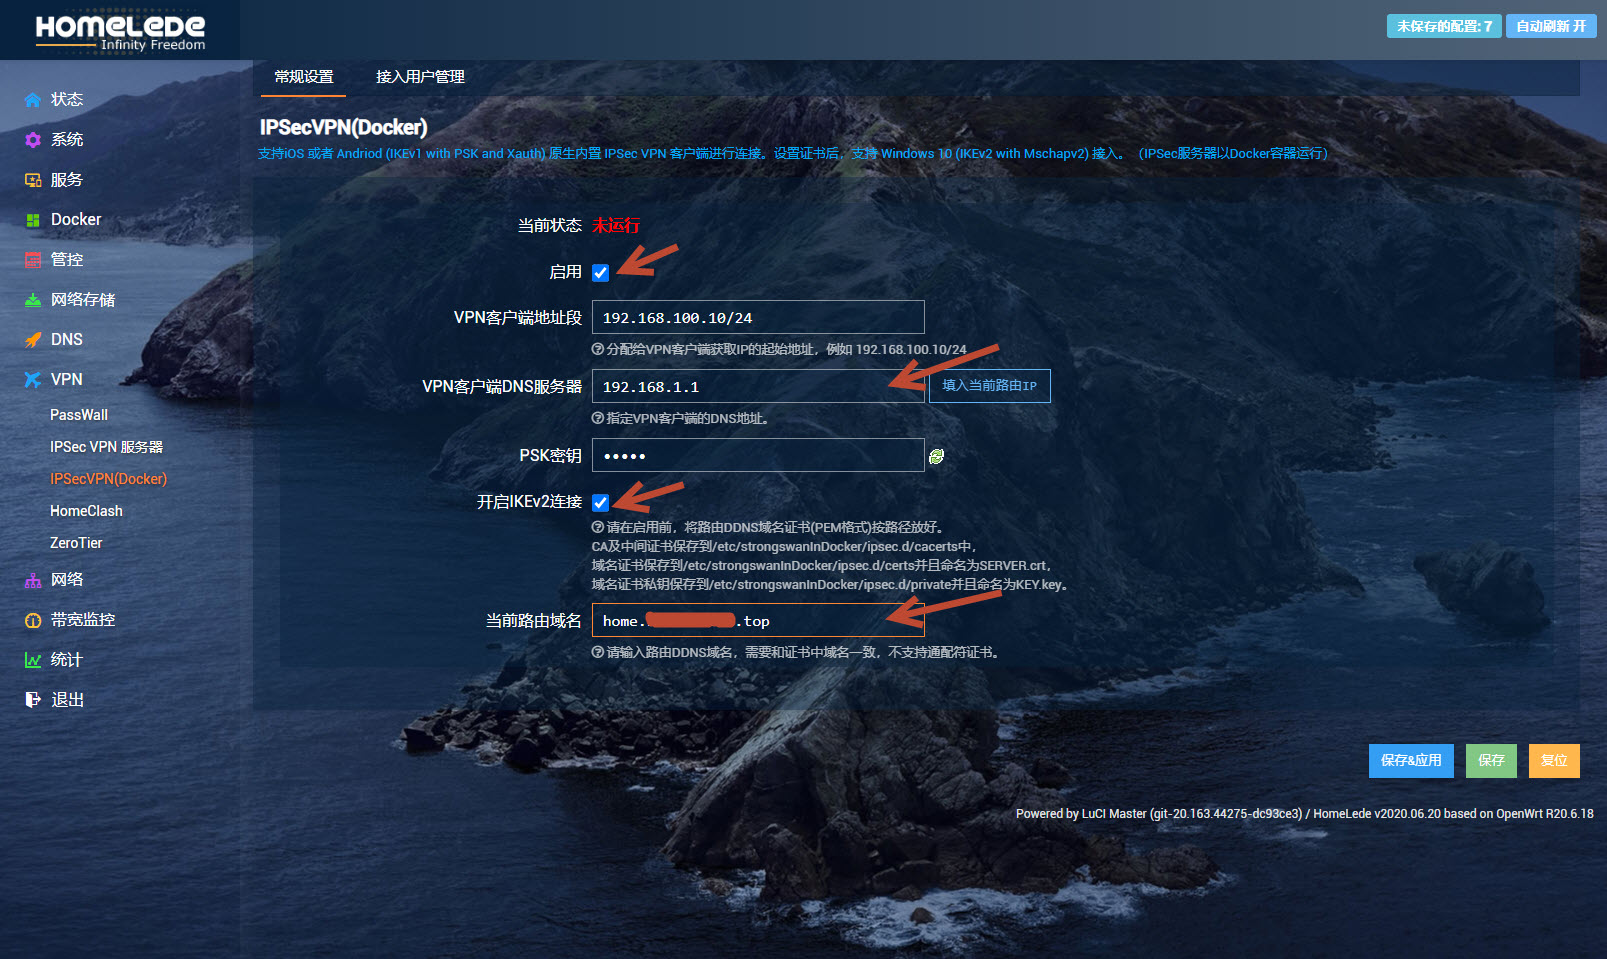 HOMELEDE
Infinity Freedom
未保存的配置: 7
自动刷新 开
状态
系统
服务
Docker
管控
网络存储
DNS
VPN
PassWall
IPSec VPN 服务器
IPSecVPN(Docker)
HomeClash
ZeroTier
网络
带宽监控
统计
退出
常规设置
接入用户管理
IPSecVPN(Docker)
支持iOS 或者 Andriod (IKEv1 with PSK and Xauth) 原生内置 IPSec VPN 客户端进行连接。设置证书后，支持 Windows 10 (IKEv2 with Mschapv2) 接入。（IPSec服务器以Docker容器运行）
当前状态 未运行
启用
VPN客户端地址段 192.168.100.10/24
分配给VPN客户端获取IP的起始地址，例如 192.168.100.10/24
VPN客户端DNS服务器 192.168.1.1 填入当前路由IP
指定VPN客户端的DNS地址。
PSK密钥 •••••
开启IKEv2连接
请在启用前，将路由DDNS域名证书(PEM格式)按路径放好。
CA及中间证书保存到/etc/strongswanInDocker/ipsec.d/cacerts中，
域名证书保存到/etc/strongswanInDocker/ipsec.d/certs并且命名为SERVER.crt，
域名证书私钥保存到/etc/strongswanInDocker/ipsec.d/private并且命名为KEY.key。
当前路由域名 home. .top
请输入路由DDNS域名，需要和证书中域名一致，不支持通配符证书。
保存&应用
保存
复位
Powered by LuCI Master (git-20.163.44275-dc93ce3) / HomeLede v2020.06.20 based on OpenWrt R20.6.18